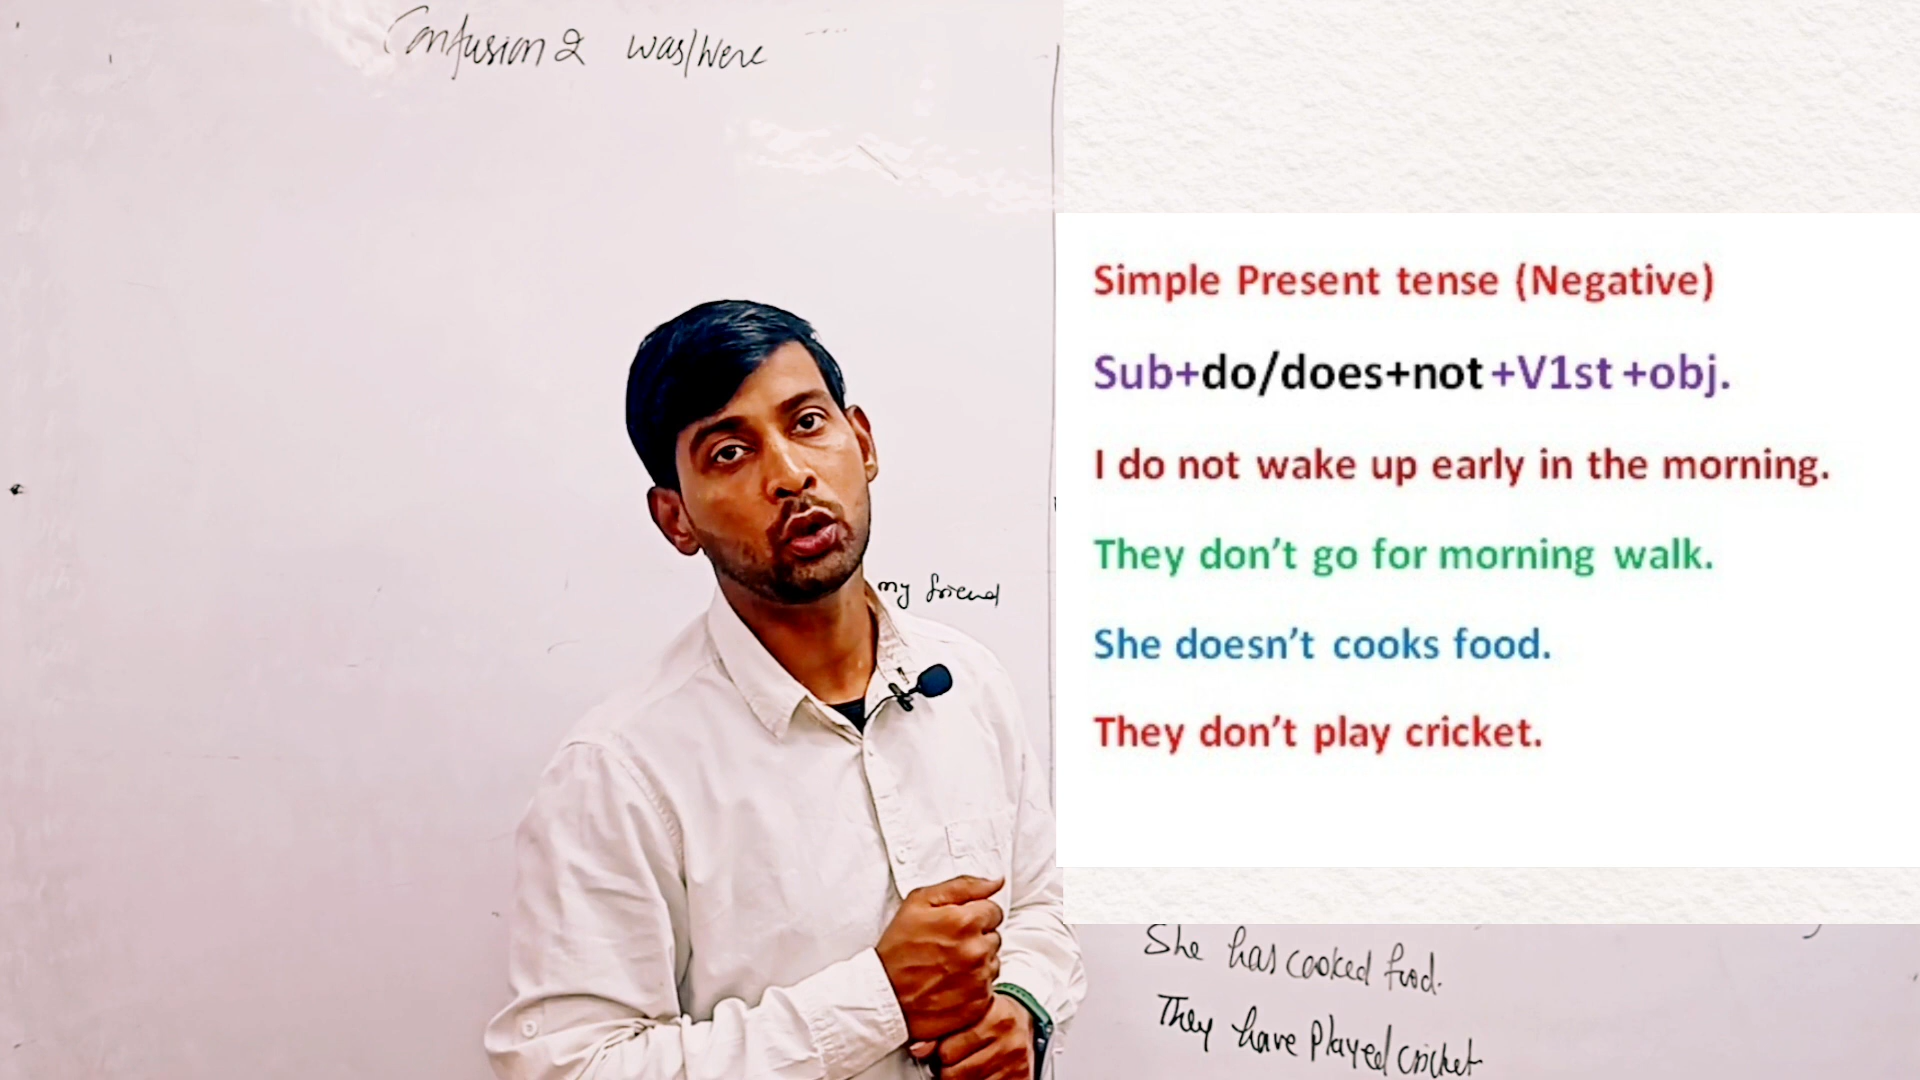 Confusion 2 was/were
my friend
Simple Present tense (Negative)
Sub+do/does+not+V1st+obj.
I do not wake up early in the morning.
They don't go for morning walk.
She doesn't cooks food.
They don't play cricket.
She has cooked food.
They have played cricket